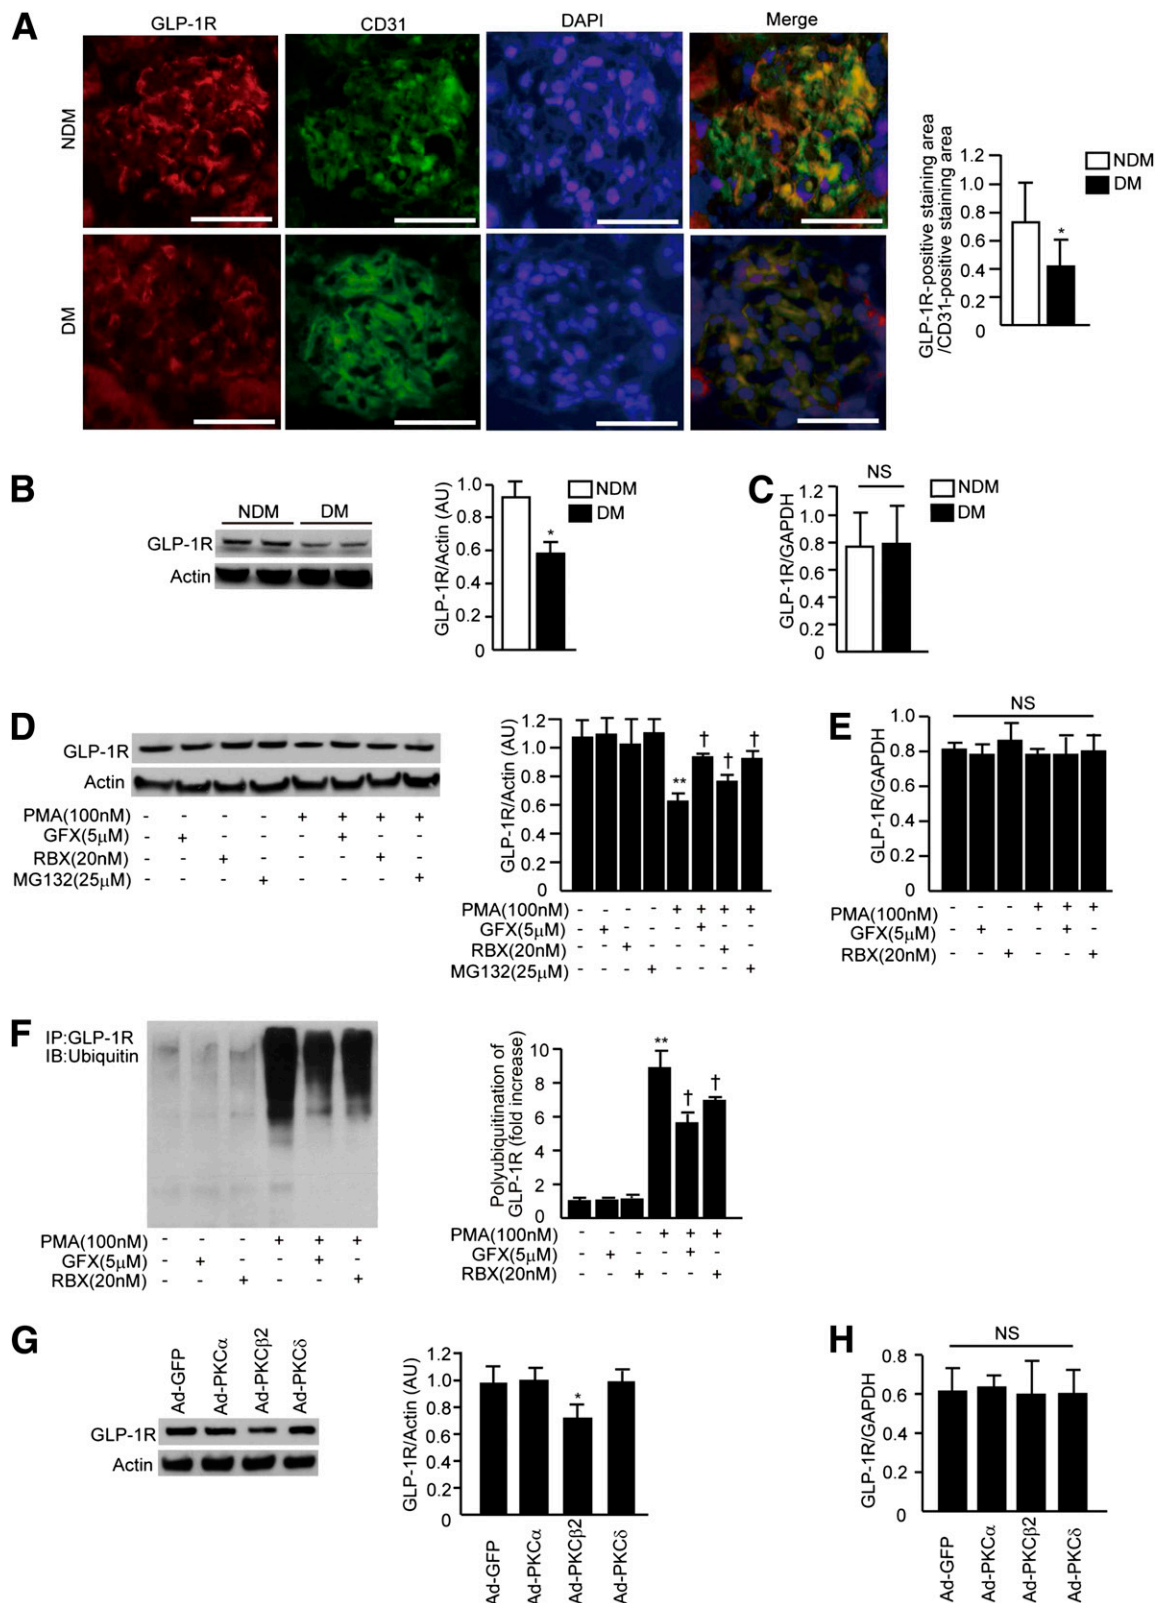 A
GLP-1R
CD31
DAPI
Merge
NDM
DM
GLP-1R-positive staining area
/CD31-positive staining area
1.2
1.0
0.8
0.6
0.4
0.2
0
*
NDM
DM
B
NDM DM
GLP-1R
Actin
GLP-1R/Actin (AU)
1.0
0.8
0.6
0.4
0.2
0
*
NDM
DM
C
NS
GLP-1R/GAPDH
1.2
1.0
0.8
0.6
0.4
0.2
0
NDM
DM
D
GLP-1R
Actin
PMA(100nM) - - - - + + + +
GFX(5μM) - + - - - + - -
RBX(20nM) - - + - - - + -
MG132(25μM) - - - + - - - +
GLP-1R/Actin (AU)
1.2
1.0
0.8
0.6
0.4
0.2
0
** † † †
PMA(100nM) - - - - + + + +
GFX(5μM) - + - - - + - -
RBX(20nM) - - + - - - + -
MG132(25μM) - - - + - - - +
E
NS
GLP-1R/GAPDH
1.0
0.8
0.6
0.4
0.2
0
PMA(100nM) - - - + + +
GFX(5μM) - + - - + -
RBX(20nM) - - + - - +
F
IP:GLP-1R
IB:Ubiquitin
PMA(100nM) - - - + + +
GFX(5μM) - + - - + -
RBX(20nM) - - + - - +
Polyubiquitination of
GLP-1R (fold increase)
10
8
6
4
2
0
** † †
PMA(100nM) - - - + + +
GFX(5μM) - + - - + -
RBX(20nM) - - + - - +
G
Ad-GFP
Ad-PKCα
Ad-PKCβ2
Ad-PKCδ
GLP-1R
Actin
GLP-1R/Actin (AU)
1.2
1.0
0.8
0.6
0.4
0.2
0
*
Ad-GFP
Ad-PKCα
Ad-PKCβ2
Ad-PKCδ
H
NS
GLP-1R/GAPDH
0.8
0.6
0.4
0.2
0
Ad-GFP
Ad-PKCα
Ad-PKCβ2
Ad-PKCδ